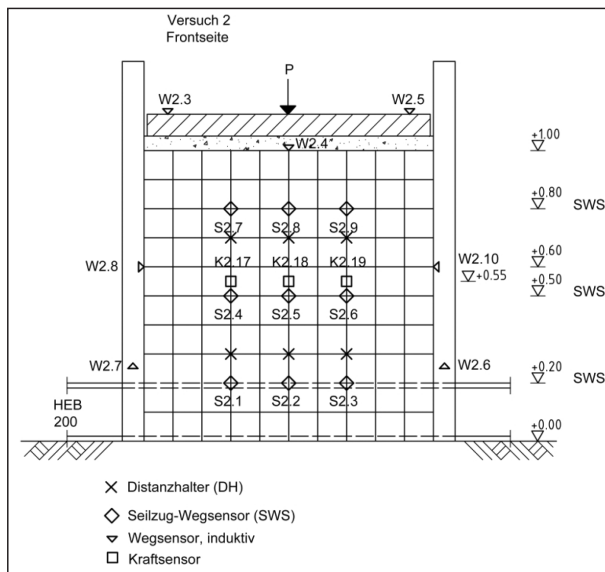 Versuch 2
Frontseite
P
W2.3
W2.5
W2.4
+1.00
+0.80
SWS
S2.7
S2.8
S2.9
K2.17
K2.18
K2.19
W2.8
W2.10
+0.60
+0.55
+0.50
SWS
S2.4
S2.5
S2.6
W2.7
W2.6
+0.20
SWS
HEB
200
S2.1
S2.2
S2.3
+0.00
Distanzhalter (DH)
Seilzug-Wegsensor (SWS)
Wegsensor, induktiv
Kraftsensor